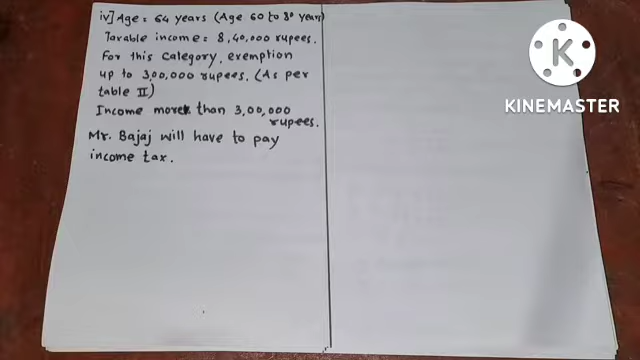 iv] Age = 64 years (Age 60 to 80 years)
Taxable income = 8,40,000 rupees.
For this category, exemption
up to 3,00,000 rupees. (As per
table II)
Income more than 3,00,000
rupees.
Mr. Bajaj will have to pay
income tax.
K
KINEMASTER